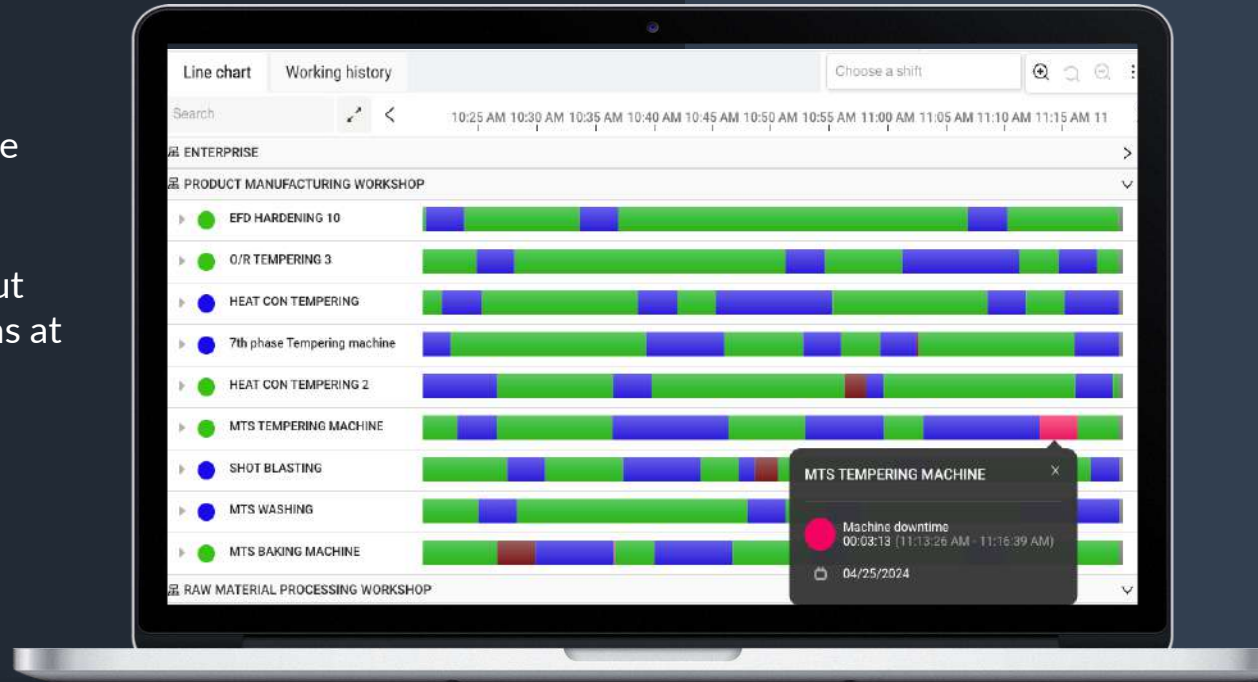 e
ut
ns at
Line chart Working history Choose a shift
Search 10:25 AM 10:30 AM 10:35 AM 10:40 AM 10:45 AM 10:50 AM 10:55 AM 11:00 AM 11:05 AM 11:10 AM 11:15 AM 11
ENTERPRISE
PRODUCT MANUFACTURING WORKSHOP
EFD HARDENING 10
O/R TEMPERING 3
HEAT CON TEMPERING
7th phase Tempering machine
HEAT CON TEMPERING 2
MTS TEMPERING MACHINE
SHOT BLASTING
MTS WASHING
MTS BAKING MACHINE
RAW MATERIAL PROCESSING WORKSHOP
MTS TEMPERING MACHINE
Machine downtime
00:03:13 (11:13:26 AM - 11:16:39 AM)
04/25/2024